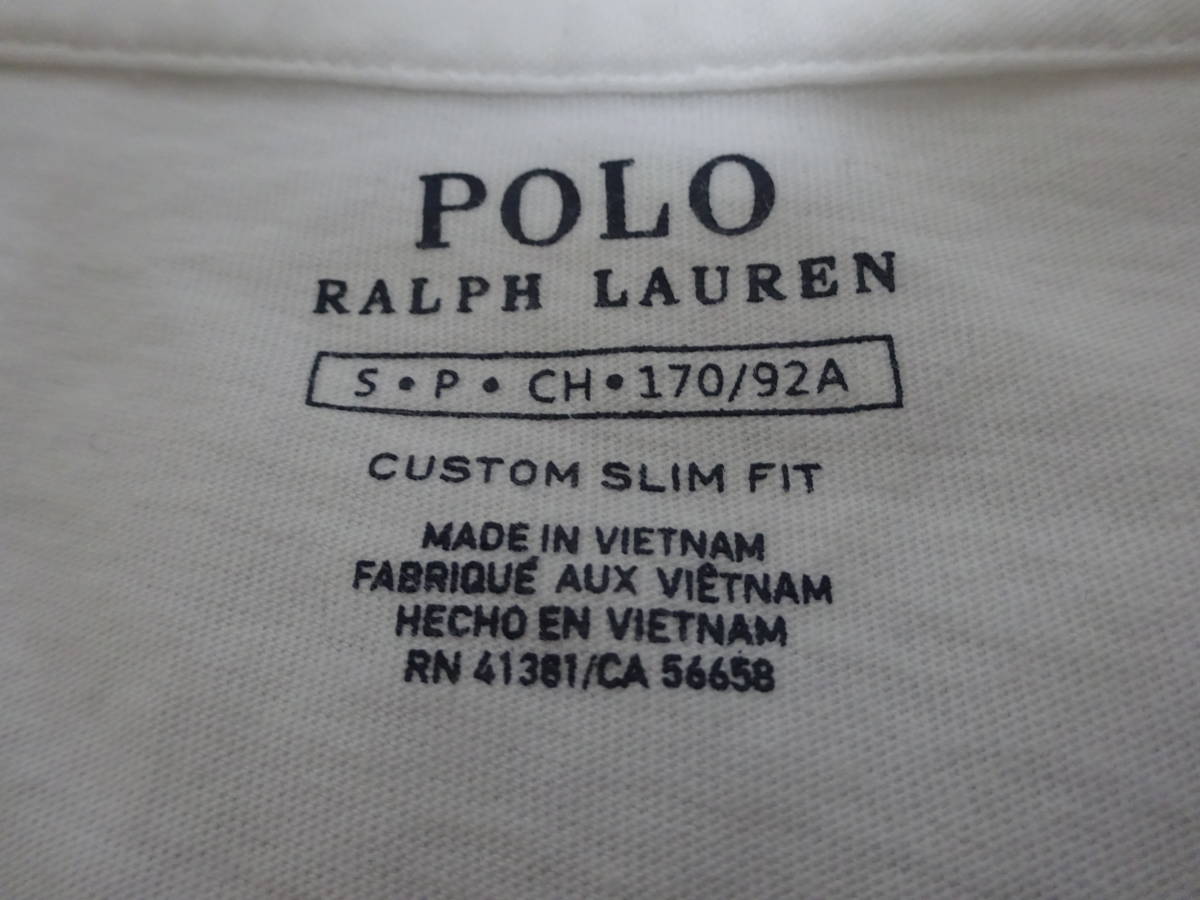 POLO
RALPH LAUREN
S • P • CH • 170/92A
CUSTOM SLIM FIT
MADE IN VIETNAM
FABRIQUÉ AUX VIÊTNAM
HECHO EN VIETNAM
RN 41381/CA 56658